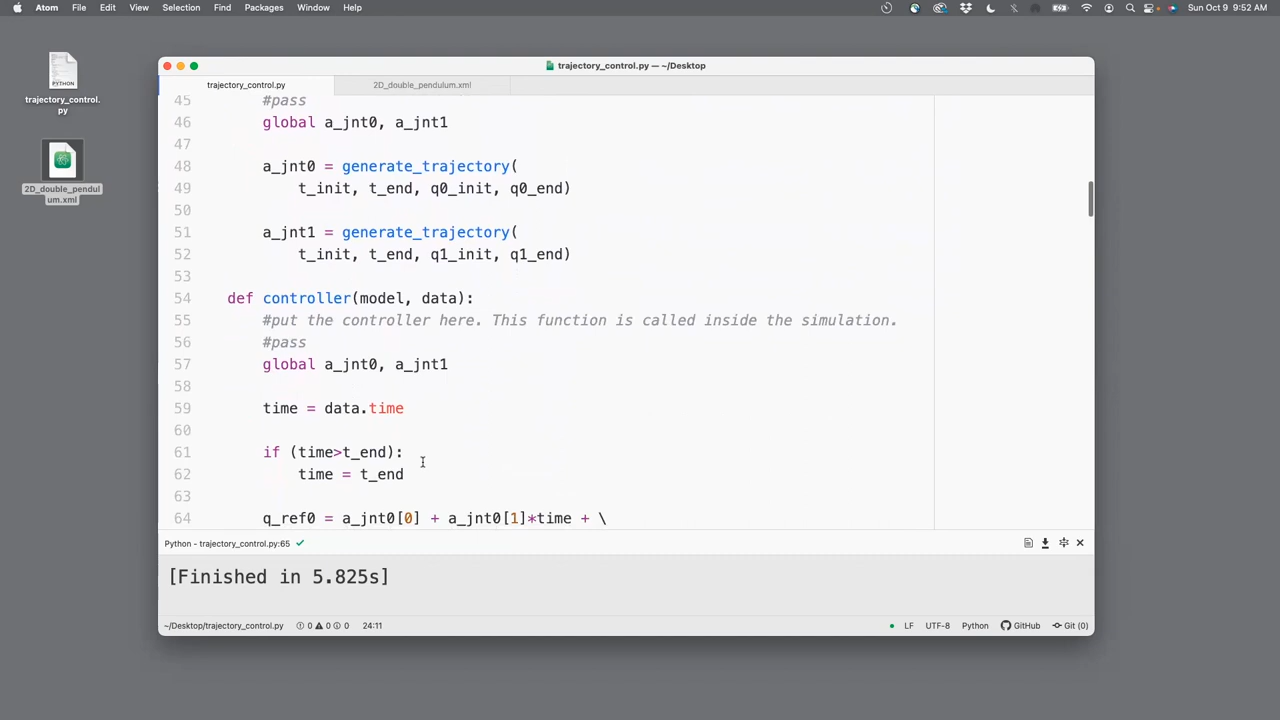 Atom File Edit View Selection Find Packages Window Help
Sun Oct 9 9:52 AM
PYTHON
trajectory_control.
py
2D_double_pendul
um.xml
trajectory_control.py — ~/Desktop
trajectory_control.py 2D_double_pendulum.xml
45 #pass
46 global a_jnt0, a_jnt1
47
48 a_jnt0 = generate_trajectory(
49 t_init, t_end, q0_init, q0_end)
50
51 a_jnt1 = generate_trajectory(
52 t_init, t_end, q1_init, q1_end)
53
54 def controller(model, data):
55 #put the controller here. This function is called inside the simulation.
56 #pass
57 global a_jnt0, a_jnt1
58
59 time = data.time
60
61 if (time>t_end):
62 time = t_end
63
64 q_ref0 = a_jnt0[0] + a_jnt0[1]*time + \
Python - trajectory_control.py:65
[Finished in 5.825s]
~/Desktop/trajectory_control.py 0 0 0 24:11 LF UTF-8 Python GitHub Git (0)